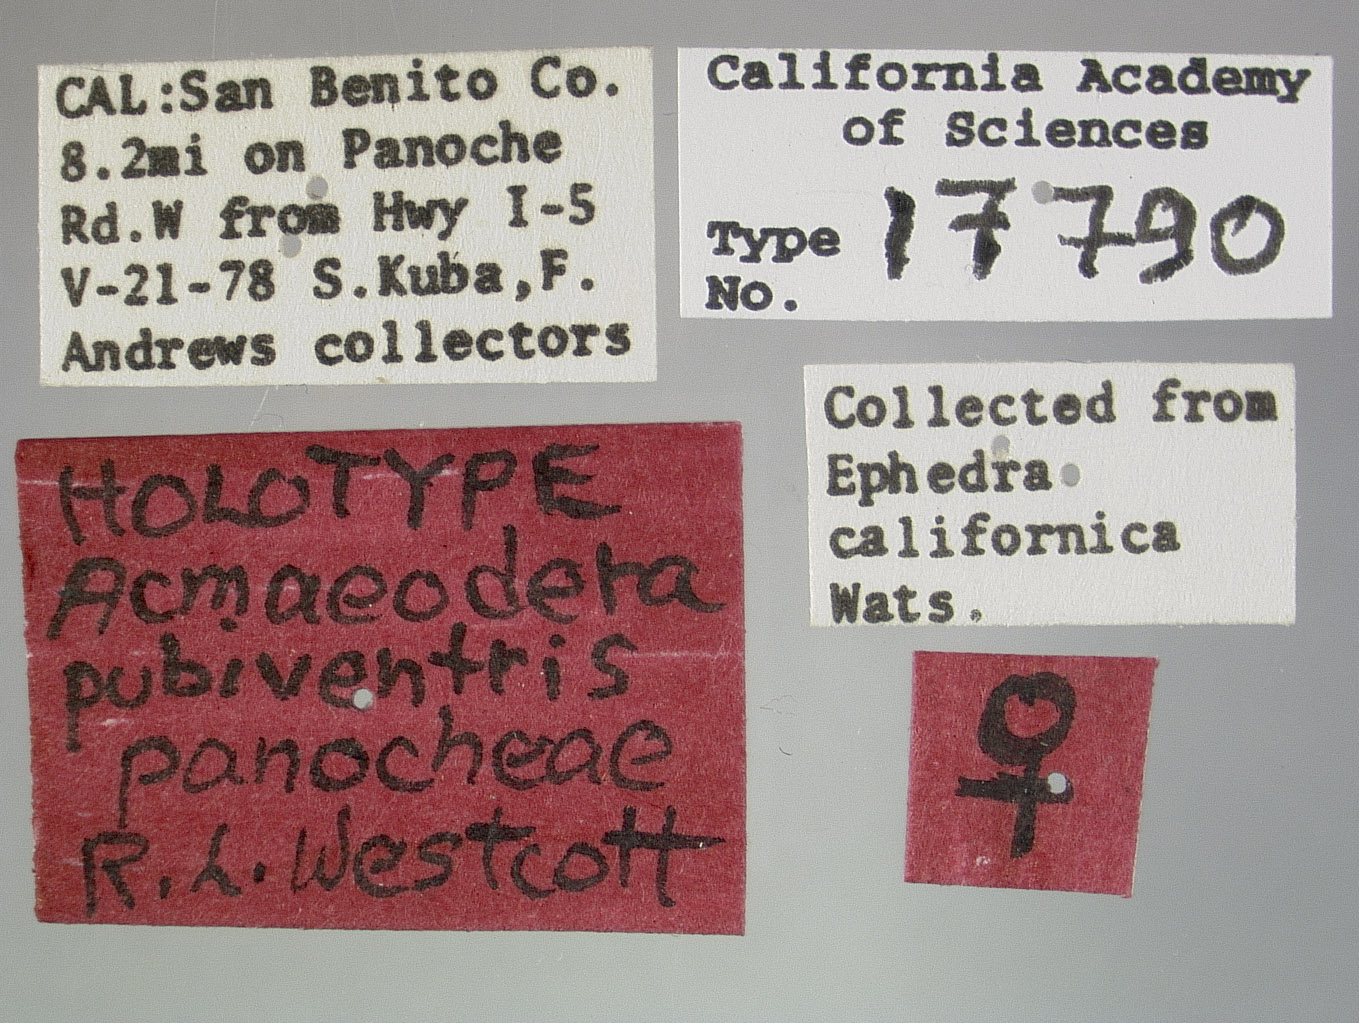 CAL:San Benito Co.
8.2mi on Panoche
Rd.W from Hwy I-5
V-21-78 S.Kuba,F.
Andrews collectors
California Academy
of Sciences
Type
No. 17790
Collected from
Ephedra
californica
Wats.
HOLOTYPE
Acmaeodera
pubiventris
panocheae
R.L.Westcott
♀